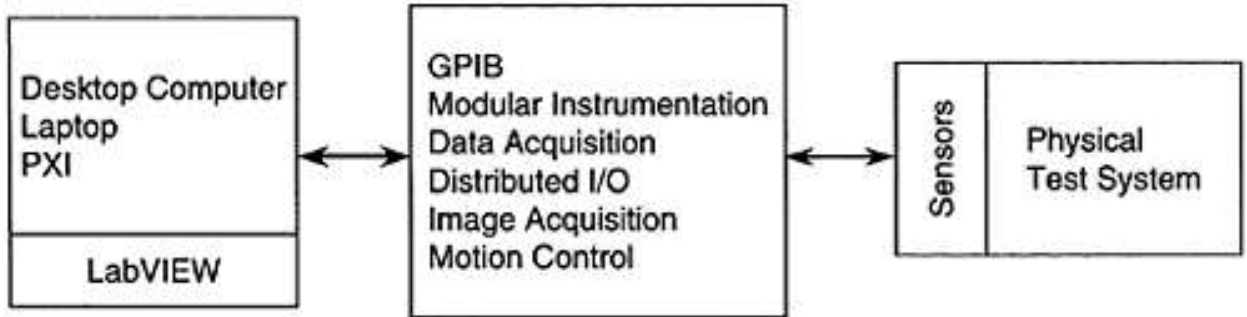 Desktop Computer
Laptop
PXI
LabVIEW
GPIB
Modular Instrumentation
Data Acquisition
Distributed I/O
Image Acquisition
Motion Control
Sensors
Physical
Test System